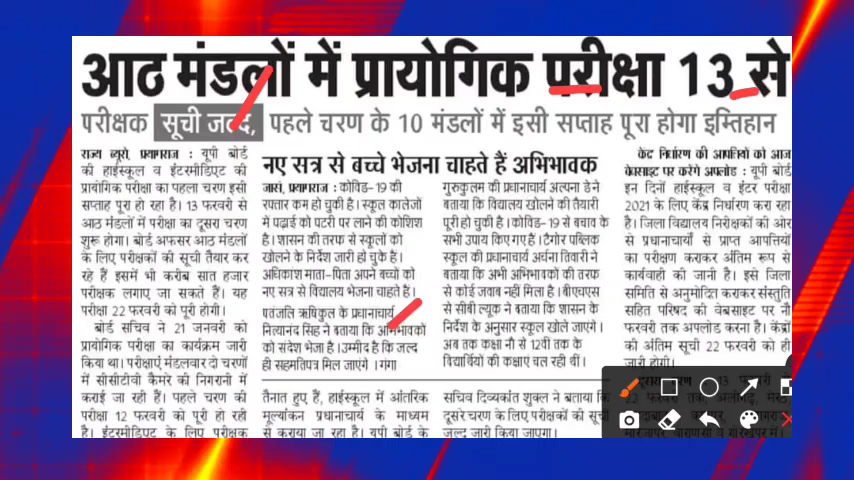 आठ मंडलों में प्रायोगिक परीक्षा 13 से
परीक्षक सूची जल्द, पहले चरण के 10 मंडलों में इसी सप्ताह पूरा होगा इम्तिहान
राज्य ब्यूरो, प्रयागराज : यूपी बोर्ड
की हाईस्कूल व इंटरमीडिएट की
प्रायोगिक परीक्षा का पहला चरण इसी
सप्ताह पूरा हो रहा है। 13 फरवरी से
आठ मंडलों में परीक्षा का दूसरा चरण
शुरू होगा। बोर्ड अफसर आठ मंडलों
के लिए परीक्षकों की सूची तैयार कर
रहे हैं इसमें भी करीब सात हजार
परीक्षक लगाए जा सकते हैं। यह
परीक्षा 22 फरवरी को पूरी होगी।
बोर्ड सचिव ने 21 जनवरी को
प्रायोगिक परीक्षा का कार्यक्रम जारी
किया था। परीक्षाएं मंडलवार दो चरणों
में सीसीटीवी कैमरे की निगरानी में
कराई जा रही हैं। पहले चरण की
परीक्षा 12 फरवरी को पूरी हो रही
है। इंटरमीडिएट के लिए परीक्षक
नए सत्र से बच्चे भेजना चाहते हैं अभिभावक
जासं, प्रयागराज : कोविड-19 की
रफ्तार कम हो चुकी है। स्कूल कालेजों
में पढ़ाई को पटरी पर लाने की कोशिश
है। शासन की तरफ से स्कूलों को
खोलने के निर्देश जारी हो चुके है।
अधिकाश माता-पिता अपने बच्चों को
नए सत्र से विद्यालय भेजना चाहते है।
पतंजलि ऋषिकुल के प्रधानाचार्य
नित्यानंद सिंह ने बताया कि अभिभावकों
को संदेश भेजा है। उम्मीद है कि जल्द
ही सहमतिपत्र मिल जाएंगे । गंगा
गुरुकुलम की प्रधानाचार्य अल्पना डे ने
बताया कि विद्यालय खोलने की तैयारी
पूरी हो चुकी है। कोविड-19 से बचाव के
सभी उपाय किए गए हैं। टैगोर पब्लिक
स्कूल की प्रधानाचार्य अर्चना तिवारी ने
बताया कि अभी अभिभावकों की तरफ
से कोई जवाब नही मिला है। बीएचएस
से सीबी ल्यूक ने बताया कि शासन के
निर्देश के अनुसार स्कूल खोले जाएंगे।
अब तक कक्षा नौ से 12वीं तक के
विद्यार्थियों की कक्षाएं चल रही थीं।
तैनात हुए हैं, हाईस्कूल में आंतरिक
मूल्यांकन प्रधानाचार्य के माध्यम
से कराया जा रहा है। यूपी बोर्ड के
सचिव दिव्यकांत शुक्ल ने बताया कि
दूसरे चरण के लिए परीक्षकों की सूची
जल्द जारी किया जाएगा।
केंद्र निर्धारण की आपत्तियों को आज
वेबसाइट पर करेंगे अपलोड : यूपी बोर्ड
इन दिनों हाईस्कूल व इंटर परीक्षा
2021 के लिए केंद्र निर्धारण करा रहा
है। जिला विद्यालय निरीक्षकों की ओर
से प्रधानाचार्यों से प्राप्त आपत्तियों
का परीक्षण कराकर अंतिम रूप से
कार्यवाही की जानी है। इसे जिला
समिति से अनुमोदित कराकर संस्तुति
सहित परिषद की वेबसाइट पर नौ
फरवरी तक अपलोड करना है। केंद्रों
की अंतिम सूची 22 फरवरी को ही
जारी होगी।